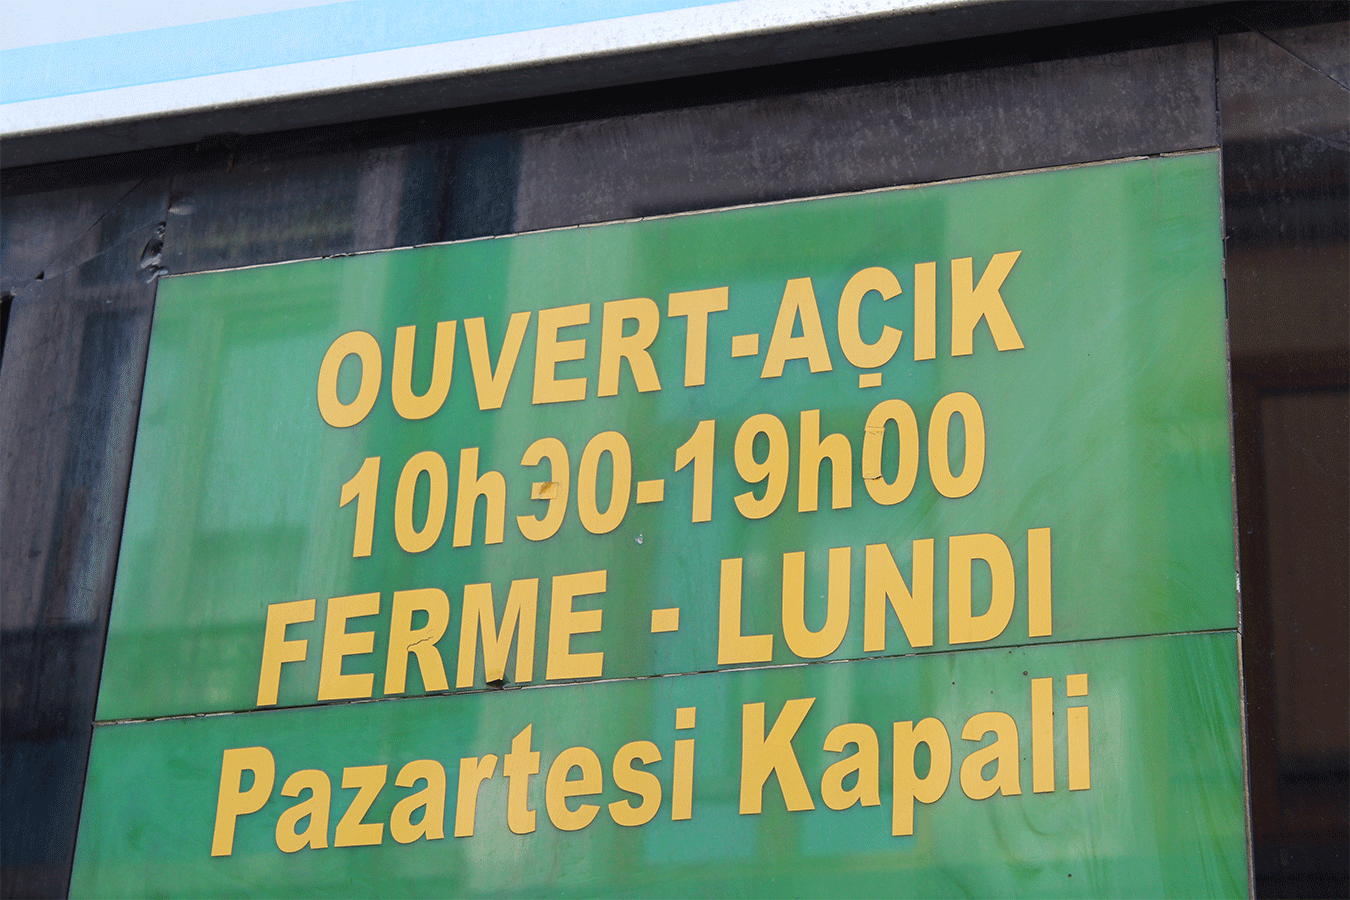 OUVERT-AÇIK
10h30-19h00
FERME - LUNDI
Pazartesi Kapali